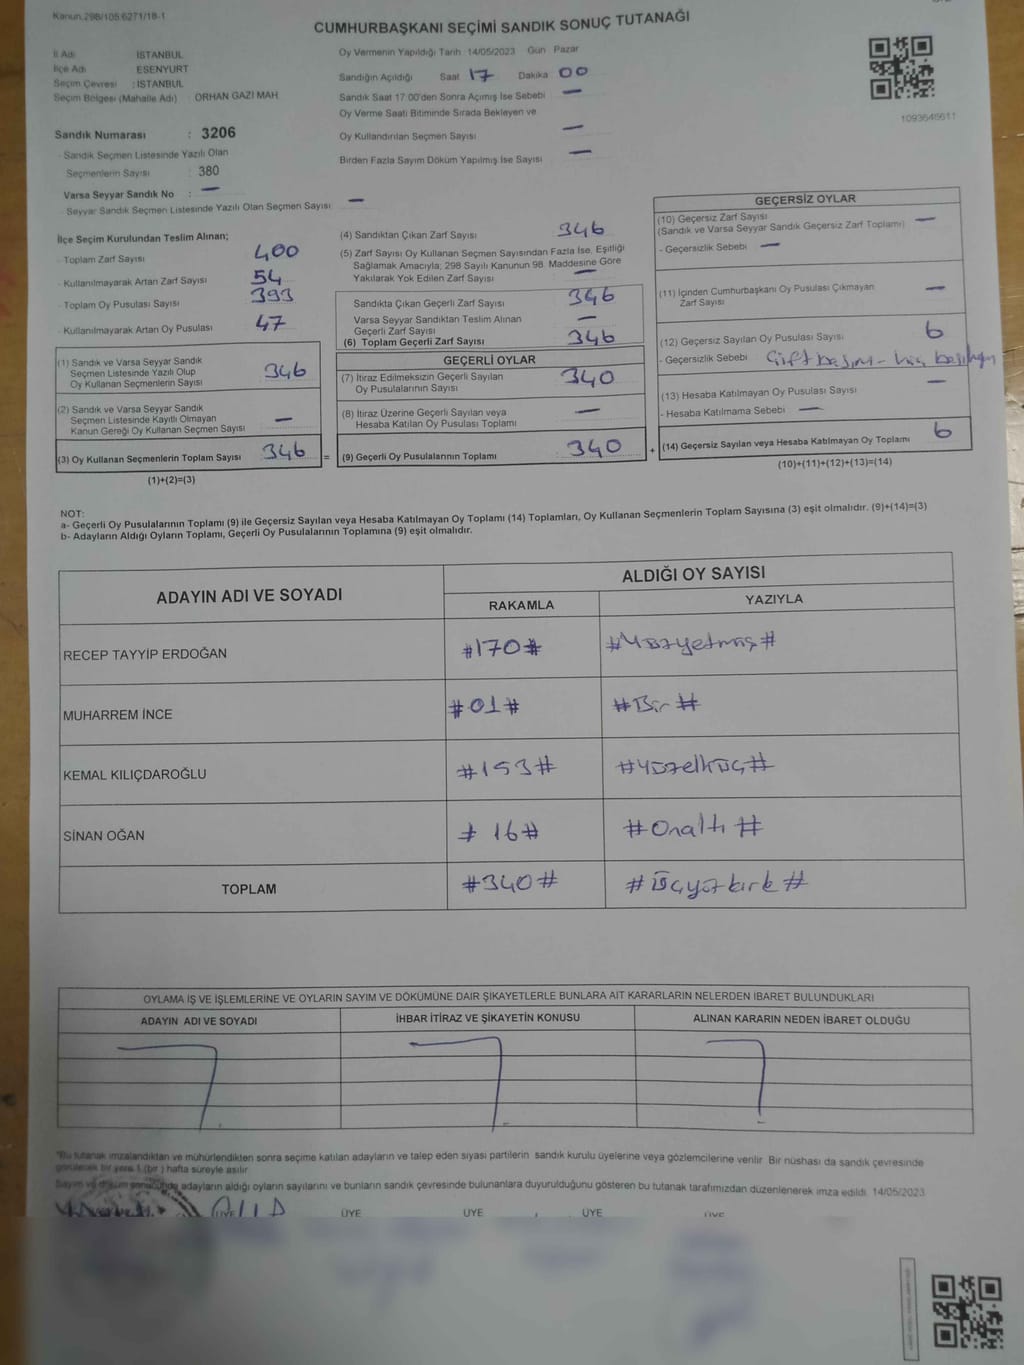 Kanun.298/105.6271/18-1
CUMHURBAŞKANI SEÇİMİ SANDIK SONUÇ TUTANAĞI
İl Adı İSTANBUL
İlçe Adı ESENYURT
Seçim Çevresi : İSTANBUL
Seçim Bölgesi (Mahalle Adı) : ORHAN GAZİ MAH.
Sandık Numarası : 3206
- Sandık Seçmen Listesinde Yazılı Olan
Seçmenlerin Sayısı : 380
Varsa Seyyar Sandık No : —
- Seyyar Sandık Seçmen Listesinde Yazılı Olan Seçmen Sayısı —
Oy Vermenin Yapıldığı Tarih :14/05/2023 Gün Pazar
Sandığın Açıldığı Saat 17 Dakika 00
Sandık Saat 17:00'den Sonra Açımış İse Sebebi —
Oy Verme Saati Bitiminde Sırada Bekleyen ve
Oy Kullandırılan Seçmen Sayısı —
Birden Fazla Sayım Döküm Yapılmış İse Sayısı —
1093646611
İlçe Seçim Kurulundan Teslim Alınan;
- Toplam Zarf Sayısı 400
- Kullanılmayarak Artan Zarf Sayısı 54
- Toplam Oy Pusulası Sayısı 393
- Kullanılmayarak Artan Oy Pusulası 47
(1) Sandık ve Varsa Seyyar Sandık
Seçmen Listesinde Yazılı Olup
Oy Kullanan Seçmenlerin Sayısı 346
(2) Sandık ve Varsa Seyyar Sandık
Seçmen Listesinde Kayıtlı Olmayan
Kanun Gereği Oy Kullanan Seçmen Sayısı —
(3) Oy Kullanan Seçmenlerin Toplam Sayısı 346 =
(1)+(2)=(3)
(4) Sandıktan Çıkan Zarf Sayısı 346
(5) Zarf Sayısı Oy Kullanan Seçmen Sayısından Fazla İse, Eşitliği
Sağlamak Amacıyla; 298 Sayılı Kanunun 98. Maddesine Göre
Yakılarak Yok Edilen Zarf Sayısı —
Sandıkta Çıkan Geçerli Zarf Sayısı 346
Varsa Seyyar Sandıktan Teslim Alınan
Geçerli Zarf Sayısı —
(6) Toplam Geçerli Zarf Sayısı 346
GEÇERLİ OYLAR
(7) İtiraz Edilmeksizin Geçerli Sayılan
Oy Pusulalarının Sayısı 340
(8) İtiraz Üzerine Geçerli Sayılan veya
Hesaba Katılan Oy Pusulası Toplamı —
(9) Geçerli Oy Pusulalarının Toplamı 340 +
GEÇERSİZ OYLAR
(10) Geçersiz Zarf Sayısı —
(Sandık ve Varsa Seyyar Sandık Geçersiz Zarf Toplamı)
- Geçersizlik Sebebi —
(11) İçinden Cumhurbaşkanı Oy Pusulası Çıkmayan
Zarf Sayısı —
(12) Geçersiz Sayılan Oy Pusulası Sayısı 6
- Geçersizlik Sebebi Çift basım - hiç
(13) Hesaba Katılmayan Oy Pusulası Sayısı —
- Hesaba Katılmama Sebebi —
(14) Geçersiz Sayılan veya Hesaba Katılmayan Oy Toplamı 6
(10)+(11)+(12)+(13)=(14)
NOT:
a- Geçerli Oy Pusulalarının Toplamı (9) ile Geçersiz Sayılan veya Hesaba Katılmayan Oy Toplamı (14) Toplamları, Oy Kullanan Seçmenlerin Toplam Sayısına (3) eşit olmalıdır. (9)+(14)=(3)
b- Adayların Aldığı Oyların Toplamı, Geçerli Oy Pusulalarının Toplamına (9) eşit olmalıdır.
ADAYIN ADI VE SOYADI
ALDIĞI OY SAYISI
RAKAMLA YAZIYLA
RECEP TAYYİP ERDOĞAN #170# #Yüzyetmiş#
MUHARREM İNCE #01# #Bir#
KEMAL KILIÇDAROĞLU #153# #Yüzelliüç#
SİNAN OĞAN #16# #Onaltı#
TOPLAM #340# #Üçyüzkırk#
OYLAMA İŞ VE İŞLEMLERİNE VE OYLARIN SAYIM VE DÖKÜMÜNE DAİR ŞİKAYETLERLE BUNLARA AİT KARARLARIN NELERDEN İBARET BULUNDUKLARI
ADAYIN ADI VE SOYADI İHBAR İTİRAZ VE ŞİKAYETİN KONUSU ALINAN KARARIN NEDEN İBARET OLDUĞU
*Bu tutanak imzalandıktan ve mühürlendikten sonra seçime katılan adayların ve talep eden siyasi partilerin sandık kurulu üyelerine veya gözlemcilerine verilir. Bir nüshası da sandık çevresinde
görülecek bir yere 1 (bir) hafta süreyle asılır.
Sayım ve döküm sonucunda adayların aldığı oyların sayılarını ve bunların sandık çevresinde bulunanlara duyurulduğunu gösteren bu tutanak tarafımızdan düzenlenerek imza edildi. 14/05/2023
ÜYE ÜYE ÜYE ÜYE ÜYE